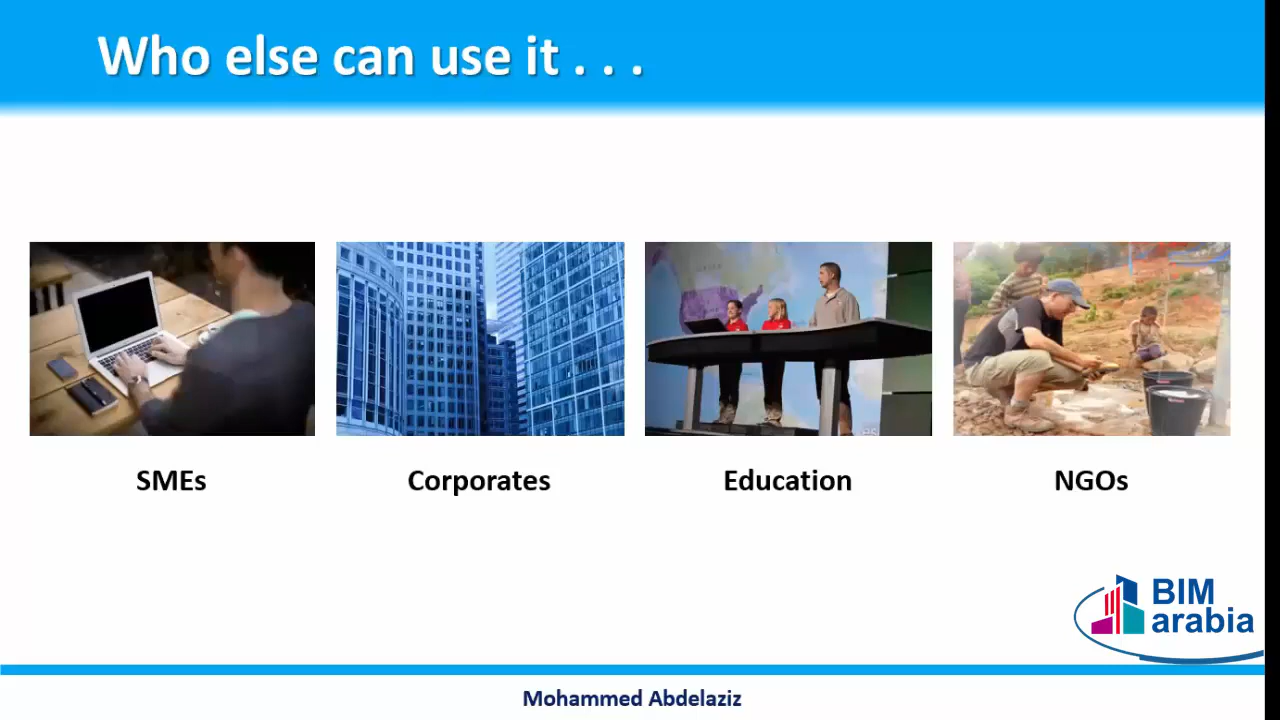 Who else can use it . . .
SMEs
Corporates
Education
NGOs
BIM
arabia
Mohammed Abdelaziz